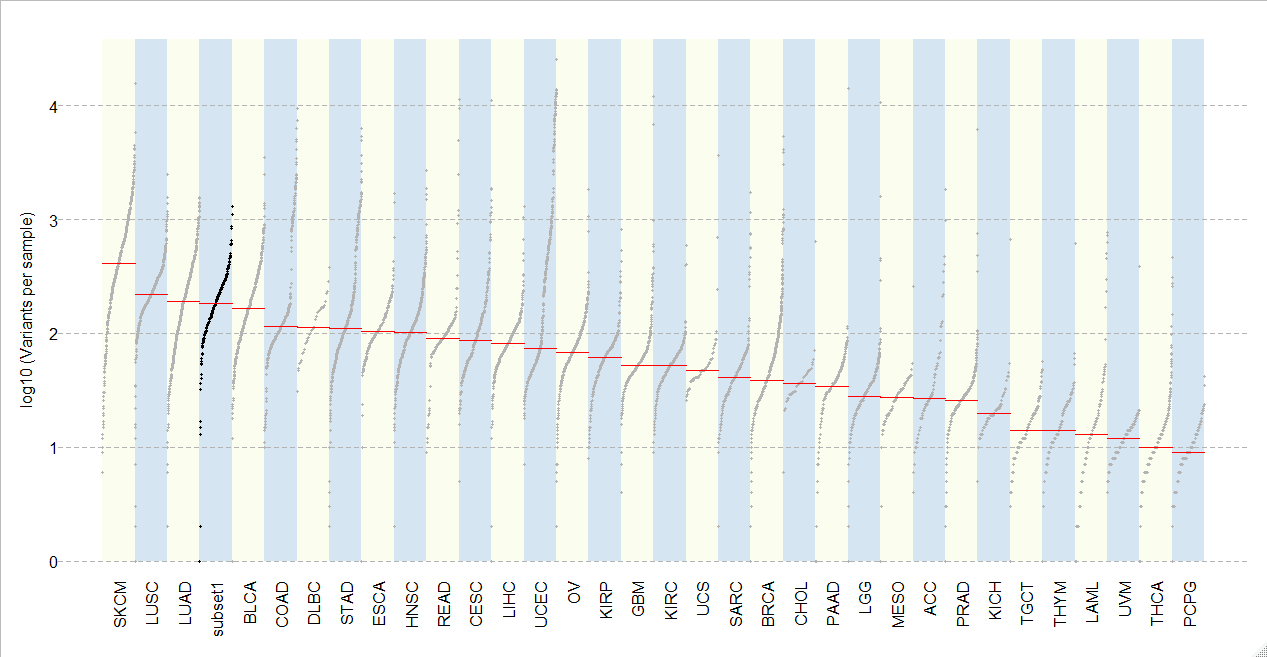 log10 (Variants per sample)
4
3
2
1
0
SKCM
LUSC
LUAD
subset1
BLCA
COAD
DLBC
STAD
ESCA
HNSC
READ
CESC
LIHC
UCEC
OV
KIRP
GBM
KIRC
UCS
SARC
BRCA
CHOL
PAAD
LGG
MESO
ACC
PRAD
KICH
TGCT
THYM
LAML
UVM
THCA
PCPG